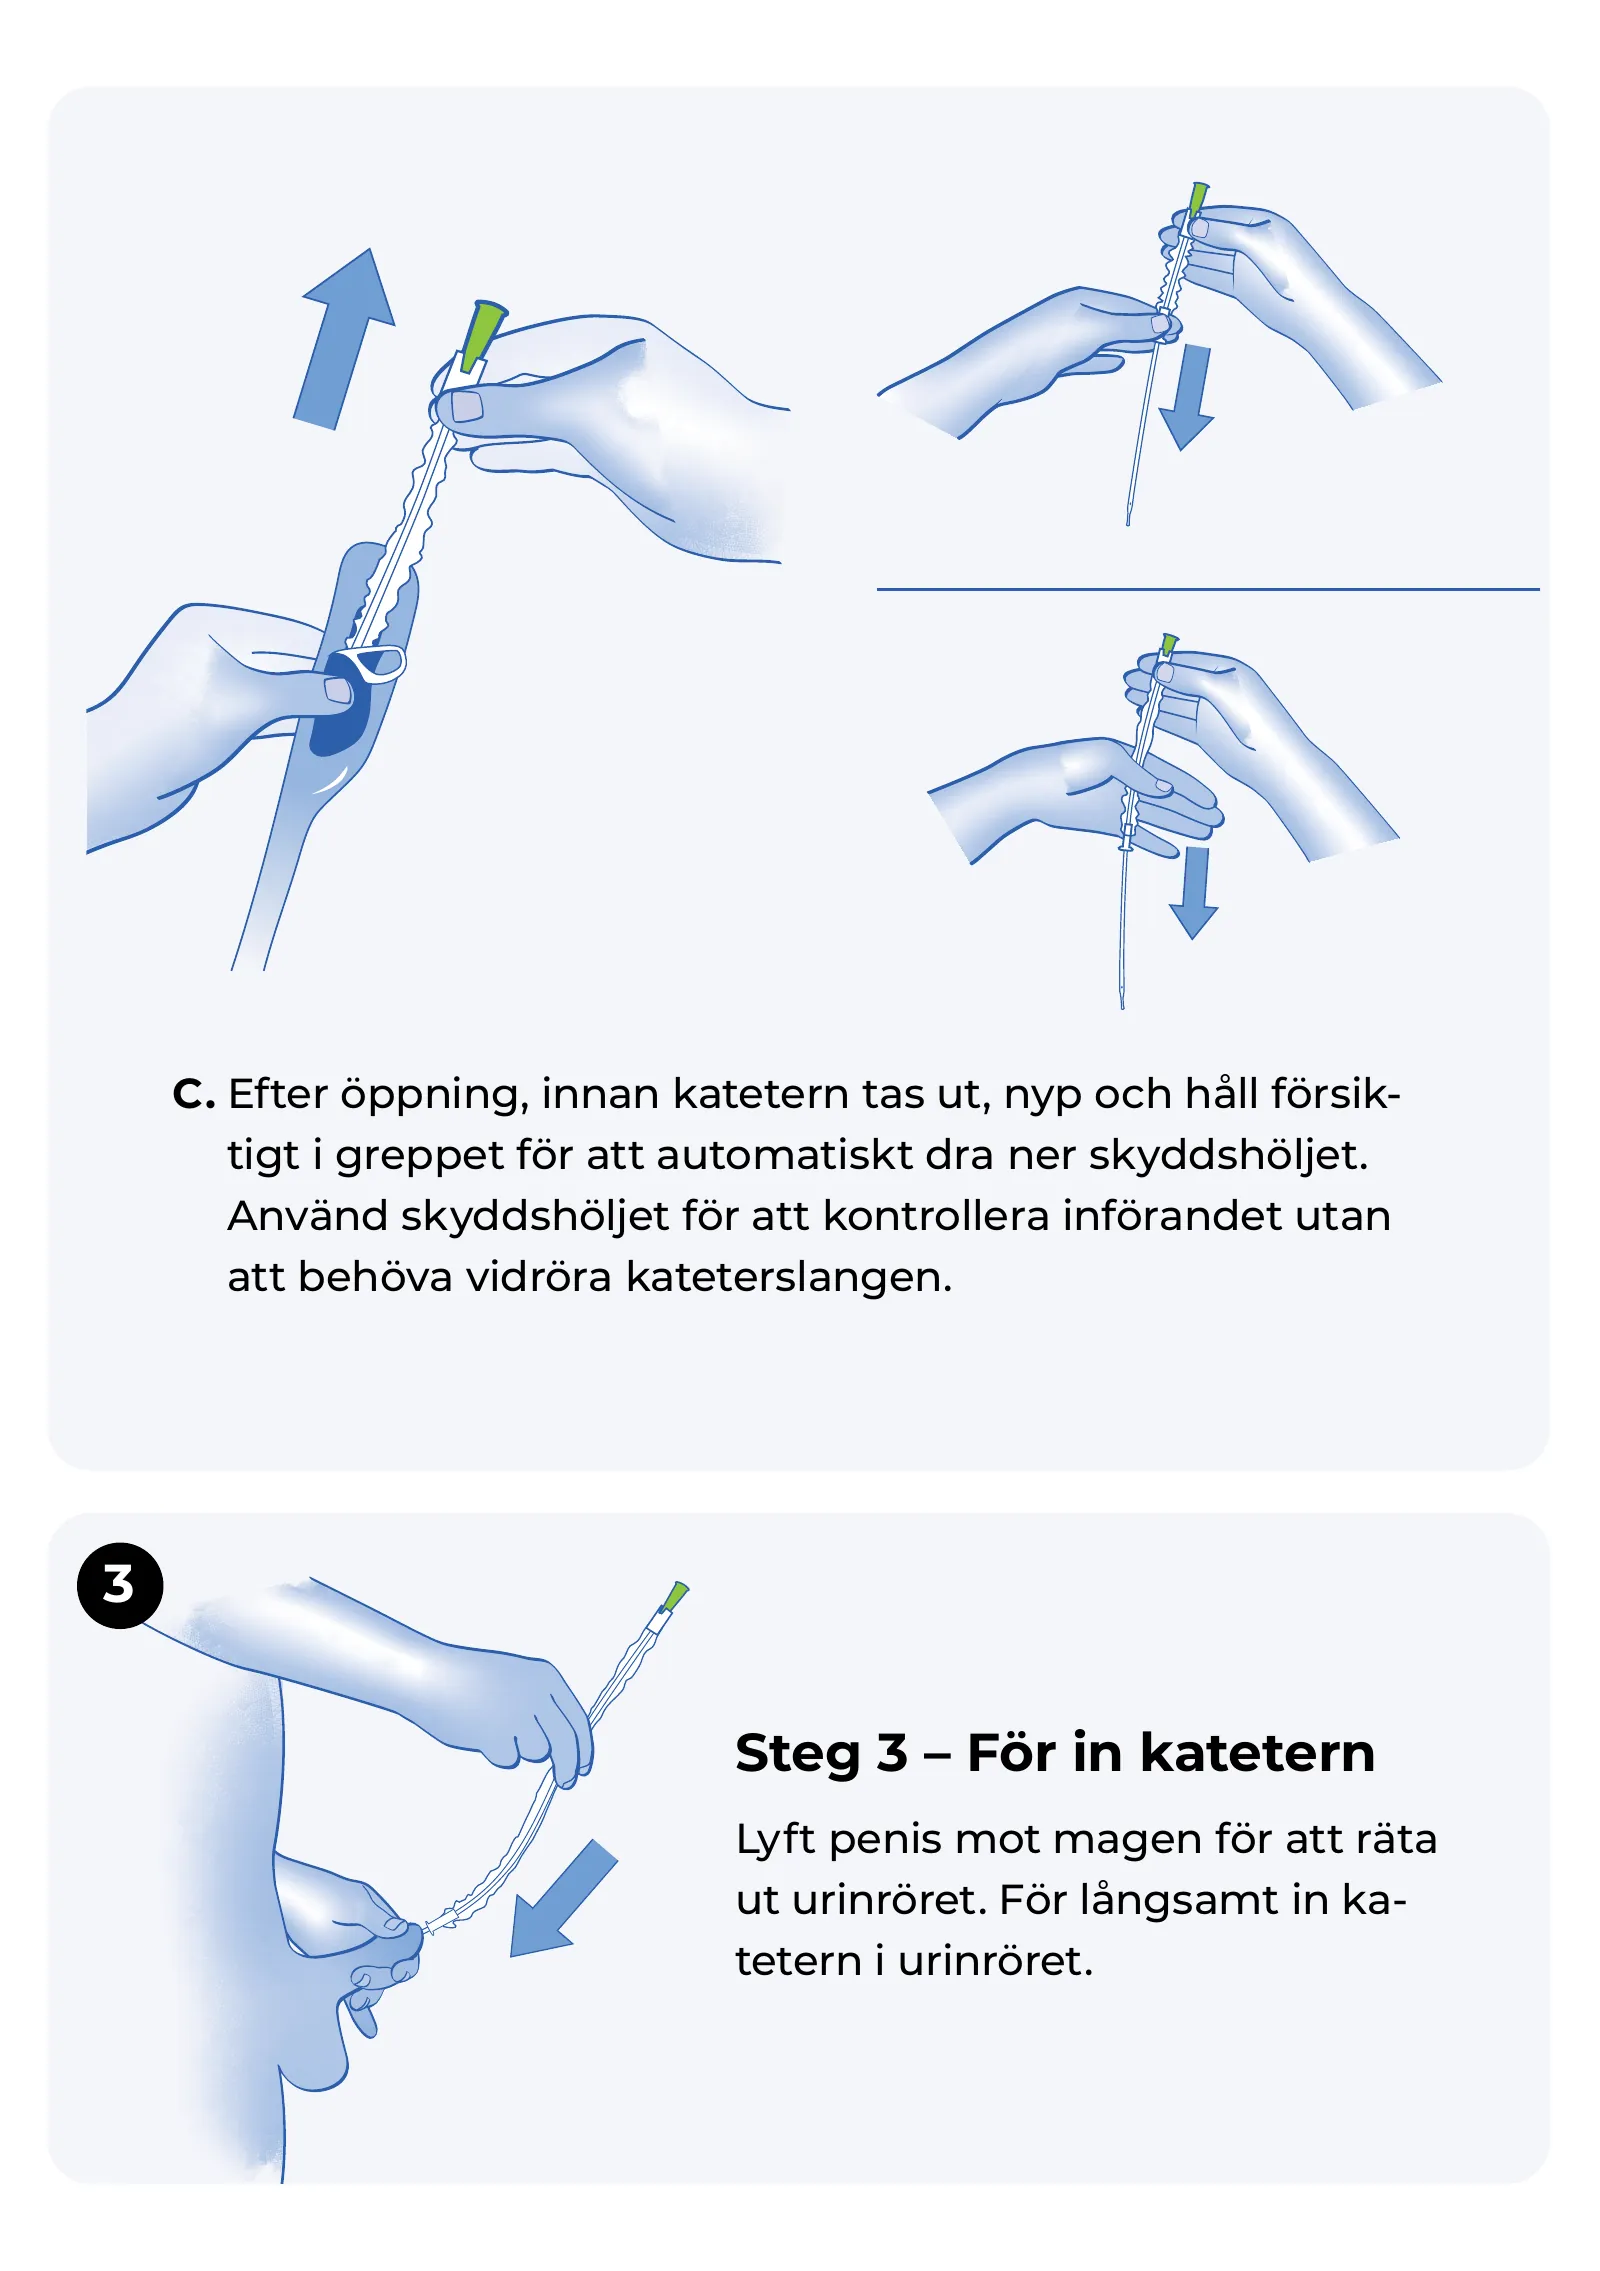 C. Efter öppning, innan katetern tas ut, nyp och håll försik-
tigt i greppet för att automatiskt dra ner skyddshöljet.
Använd skyddshöljet för att kontrollera införandet utan
att behöva vidröra kateterslangen.
3
Steg 3 – För in katetern
Lyft penis mot magen för att räta
ut urinröret. För långsamt in ka-
tetern i urinröret.